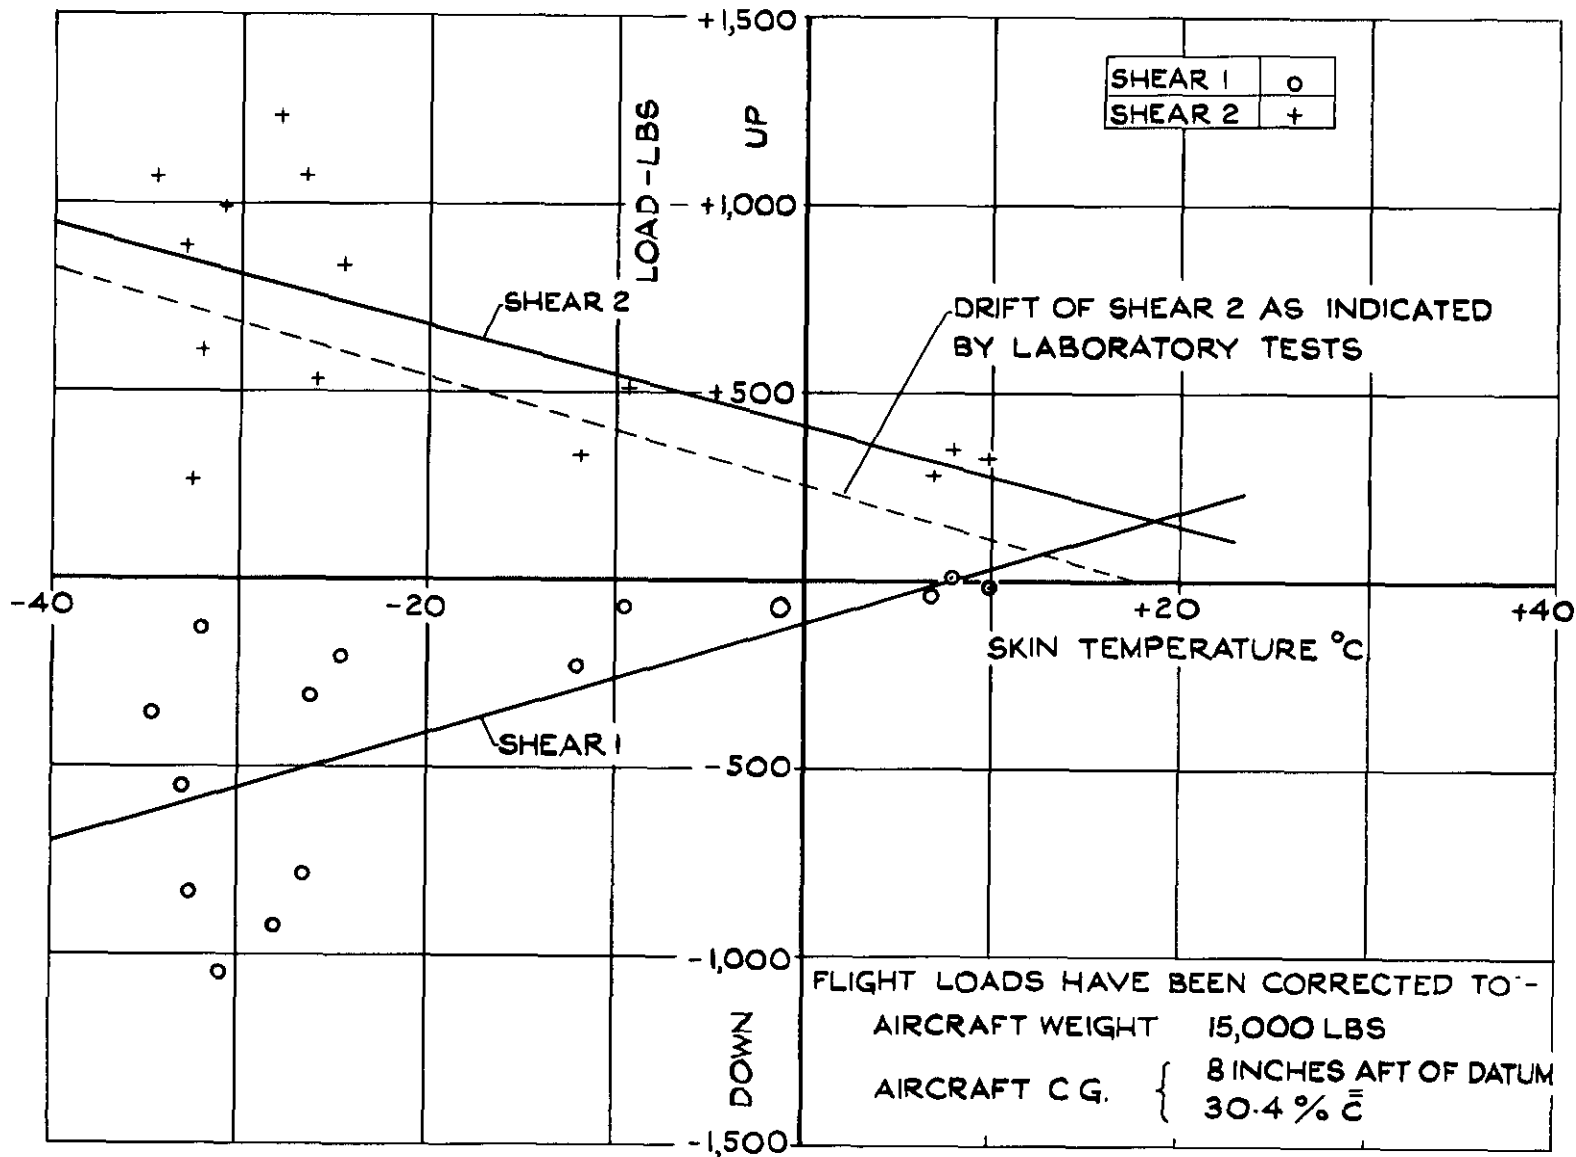 +1,500
SHEAR 1 o
SHEAR 2 +
LOAD-LBS
UP
+1,000
SHEAR 2
DRIFT OF SHEAR 2 AS INDICATED
BY LABORATORY TESTS
+500
-40
-20
0
+20
+40
SKIN TEMPERATURE °C
SHEAR 1
-500
-1,000
FLIGHT LOADS HAVE BEEN CORRECTED TO -
AIRCRAFT WEIGHT 15,000 LBS
DOWN
AIRCRAFT C G. { 8 INCHES AFT OF DATUM
30.4 % c̿
-1,500